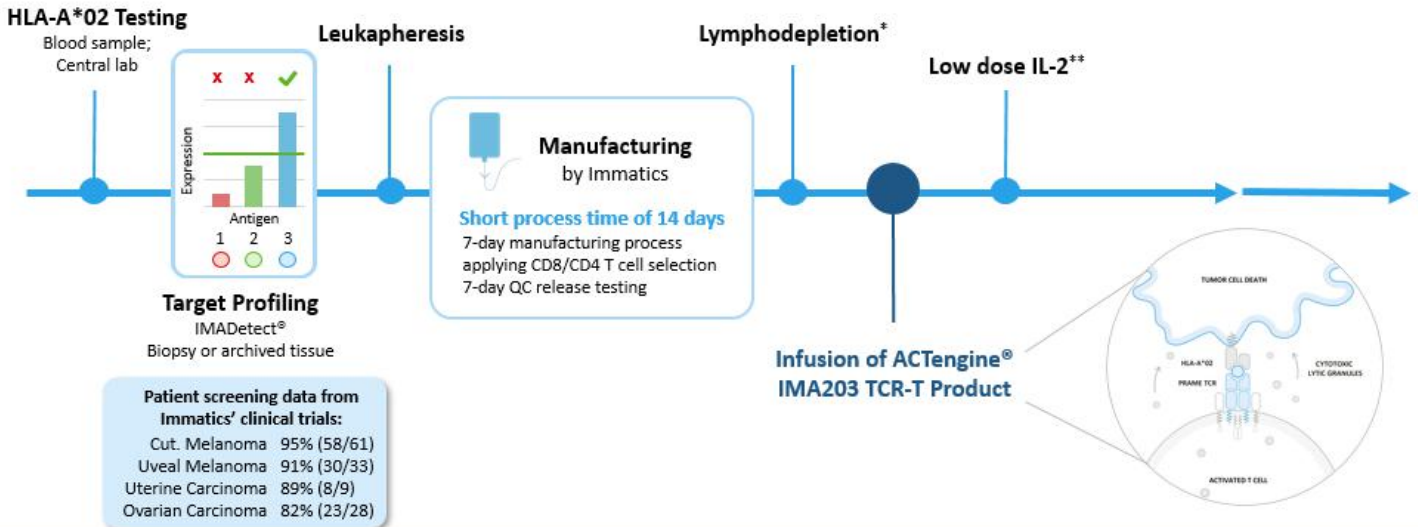 HLA-A*02 Testing
Blood sample;
Central lab
x x
Expression
Antigen
1 2 3
Target Profiling
IMADetect®
Biopsy or archived tissue
Patient screening data from
Immatics’ clinical trials:
Cut. Melanoma 95% (58/61)
Uveal Melanoma 91% (30/33)
Uterine Carcinoma 89% (8/9)
Ovarian Carcinoma 82% (23/28)
Leukapheresis
Manufacturing
by Immatics
Short process time of 14 days
7-day manufacturing process
applying CD8/CD4 T cell selection
7-day QC release testing
Lymphodepletion*
Infusion of ACTengine®
IMA203 TCR-T Product
Low dose IL-2**
TUMOR CELL DEATH
HLA-A*02
PRAME TCR
CYTOTOXIC
LYTIC GRANULES
ACTIVATED T CELL